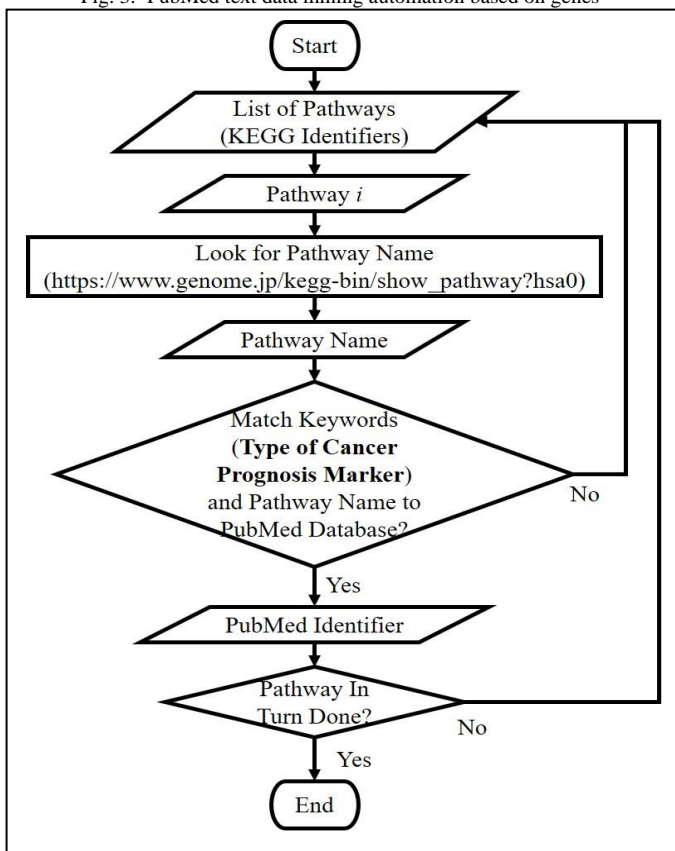 Fig. 3. PubMed text data mining automation based on genes
Start
List of Pathways
(KEGG Identifiers)
Pathway i
Look for Pathway Name
(https://www.genome.jp/kegg-bin/show_pathway?hsa0)
Pathway Name
Match Keywords
(Type of Cancer
Prognosis Marker)
and Pathway Name to
PubMed Database?
No
Yes
PubMed Identifier
Pathway In
Turn Done?
No
Yes
End